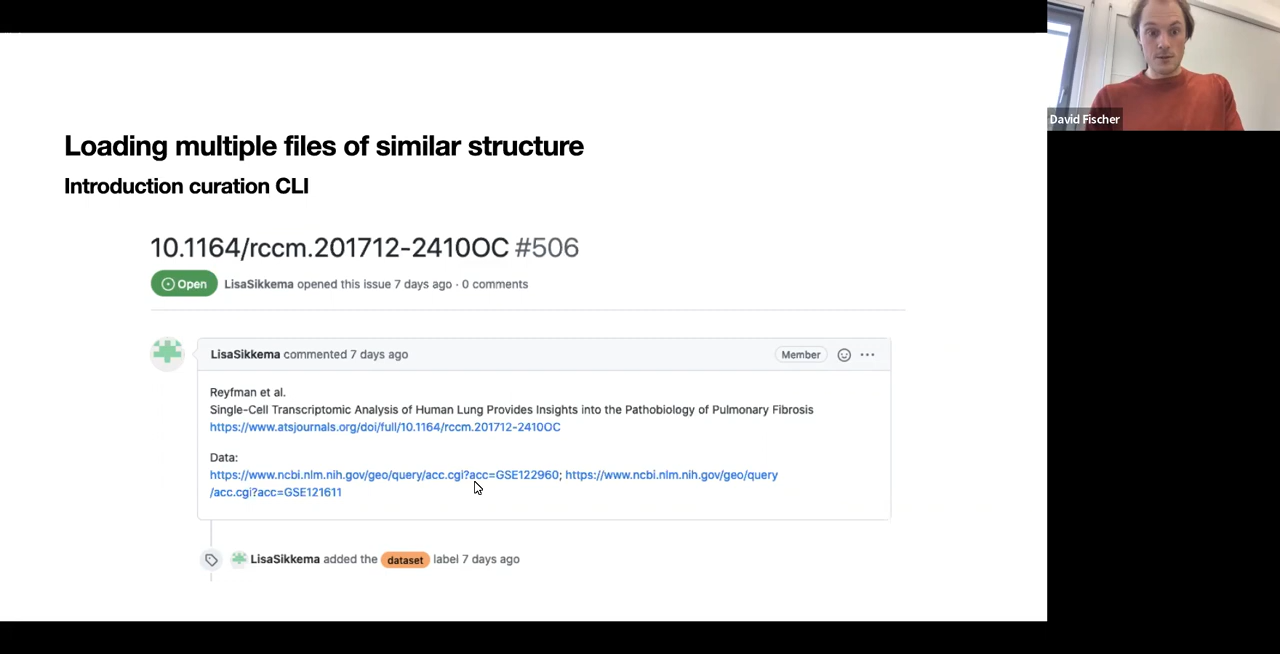 Loading multiple files of similar structure
Introduction curation CLI
10.1164/rccm.201712-2410OC #506
Open LisaSikkema opened this issue 7 days ago · 0 comments
LisaSikkema commented 7 days ago Member
Reyfman et al.
Single-Cell Transcriptomic Analysis of Human Lung Provides Insights into the Pathobiology of Pulmonary Fibrosis
https://www.atsjournals.org/doi/full/10.1164/rccm.201712-2410OC
Data:
https://www.ncbi.nlm.nih.gov/geo/query/acc.cgi?acc=GSE122960; https://www.ncbi.nlm.nih.gov/geo/query
/acc.cgi?acc=GSE121611
LisaSikkema added the dataset label 7 days ago
David Fischer